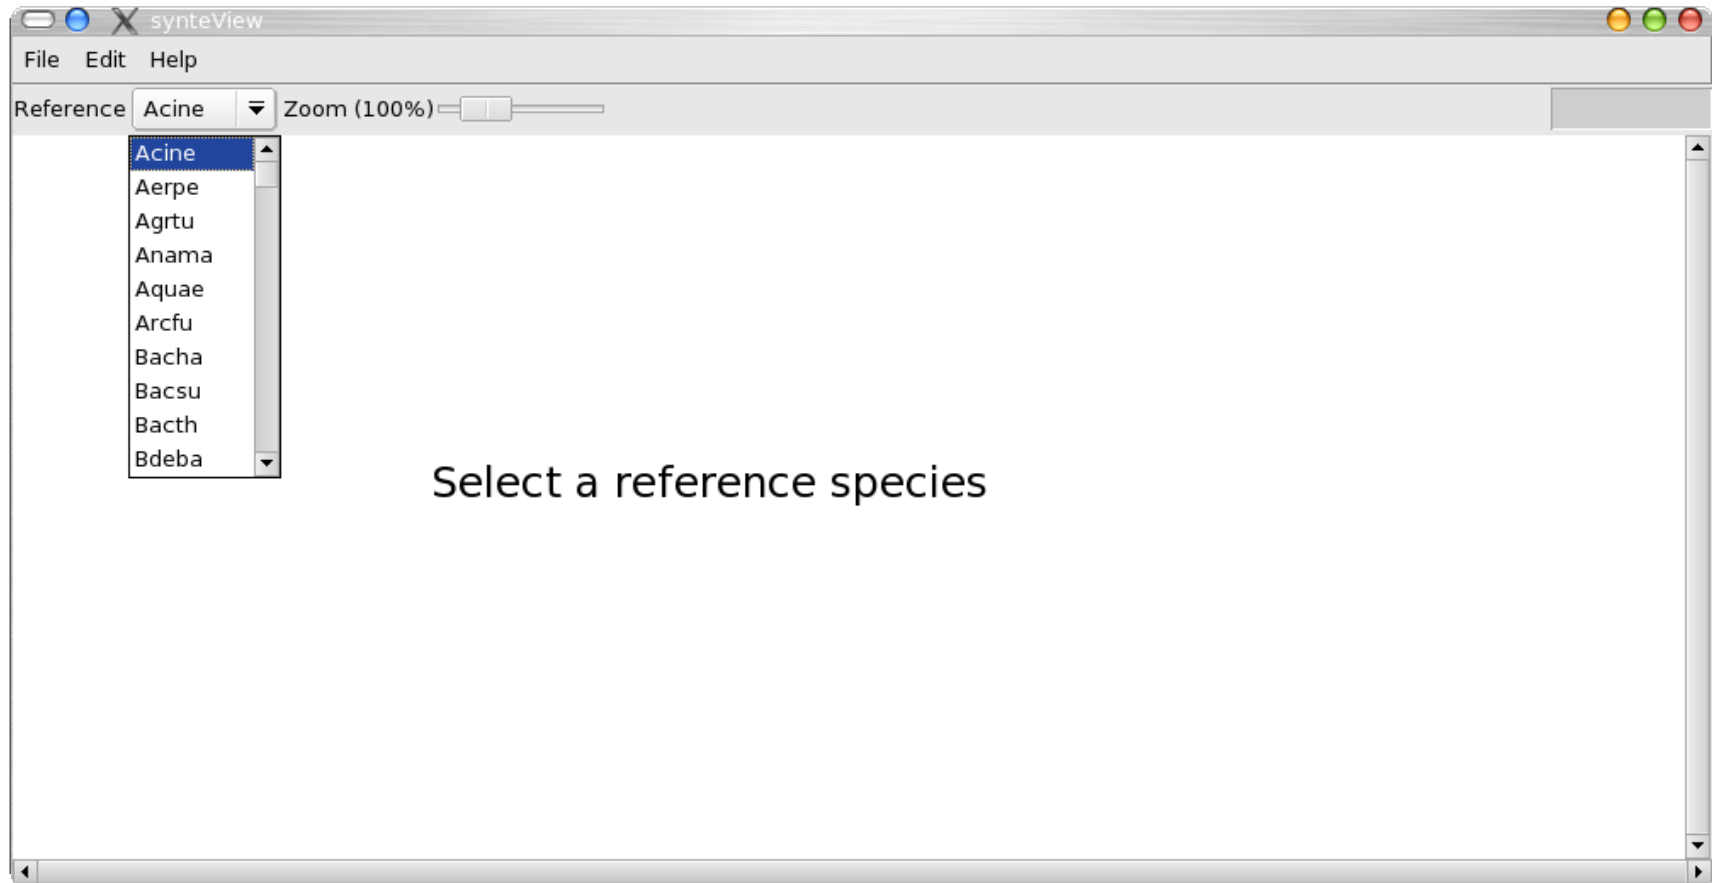 synteView
File Edit Help
Reference Acine Zoom (100%)
Acine
Aerpe
Agrtu
Anama
Aquae
Arcfu
Bacha
Bacsu
Bacth
Bdeba
Select a reference species